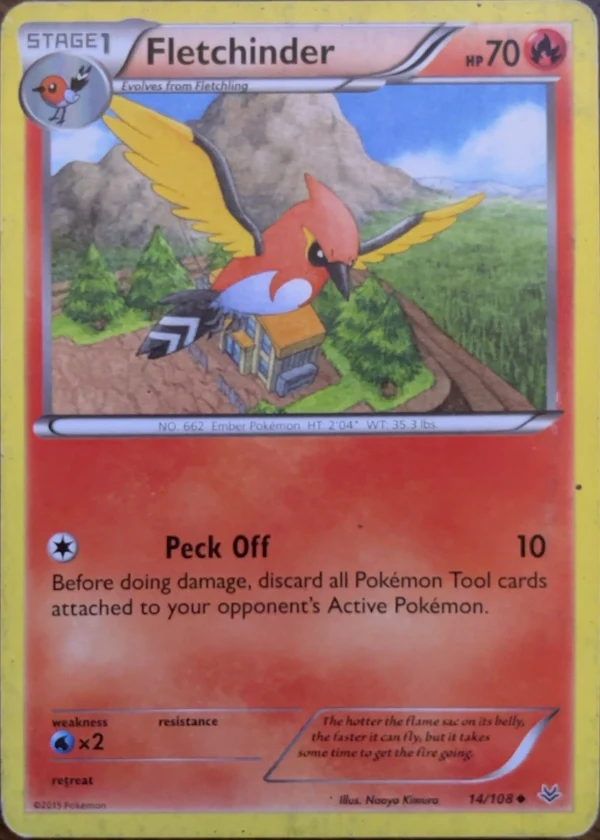 STAGE1
Fletchinder
HP 70
Evolves from Fletchling
NO. 662 Ember Pokémon HT: 2'04" WT: 35.3 lbs.
Peck Off 10
Before doing damage, discard all Pokémon Tool cards
attached to your opponent's Active Pokémon.
weakness resistance
×2
retreat
The hotter the flame sac on its belly,
the faster it can fly, but it takes
some time to get the fire going.
©2015 Pokémon
Illus. Naoyo Kimura
14/108